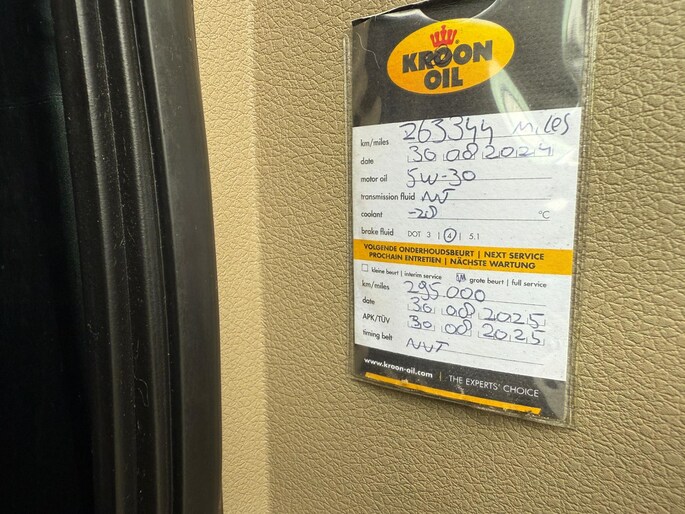 KROON
OIL
km/miles 263344 miles
date 30 08 2024
motor oil 5W-30
transmission fluid NVT
coolant -28 °C
brake fluid DOT 3 | 4 | 5.1
VOLGENDE ONDERHOUDSBEURT | NEXT SERVICE
PROCHAIN ENTRETIEN | NÄCHSTE WARTUNG
kleine beurt | interim service grote beurt | full service
km/miles 295.000
date 30 08 2025
APK/TÜV 30 08 2025
timing belt NVT
www.kroon-oil.com | THE EXPERTS' CHOICE